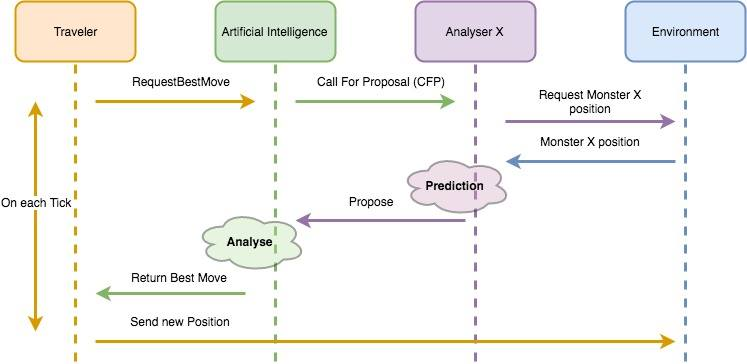 Traveler
Artificial Intelligence
Analyser X
Environment
RequestBestMove
Call For Proposal (CFP)
Request Monster X
position
Monster X position
Prediction
On each Tick
Propose
Analyse
Return Best Move
Send new Position